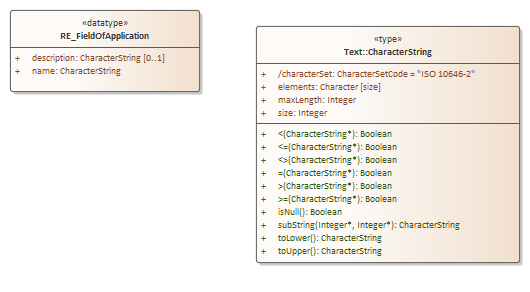 «datatype»
RE_FieldOfApplication
+ description: CharacterString [0..1]
+ name: CharacterString
«type»
Text::CharacterString
+ /characterSet: CharacterSetCode = "ISO 10646-2"
+ elements: Character [size]
+ maxLength: Integer
+ size: Integer
+ <(CharacterString*): Boolean
+ <=(CharacterString*): Boolean
+ <>(CharacterString*): Boolean
+ =(CharacterString*): Boolean
+ >(CharacterString*): Boolean
+ >=(CharacterString*): Boolean
+ isNull(): Boolean
+ subString(Integer*, Integer*): CharacterString
+ toLower(): CharacterString
+ toUpper(): CharacterString